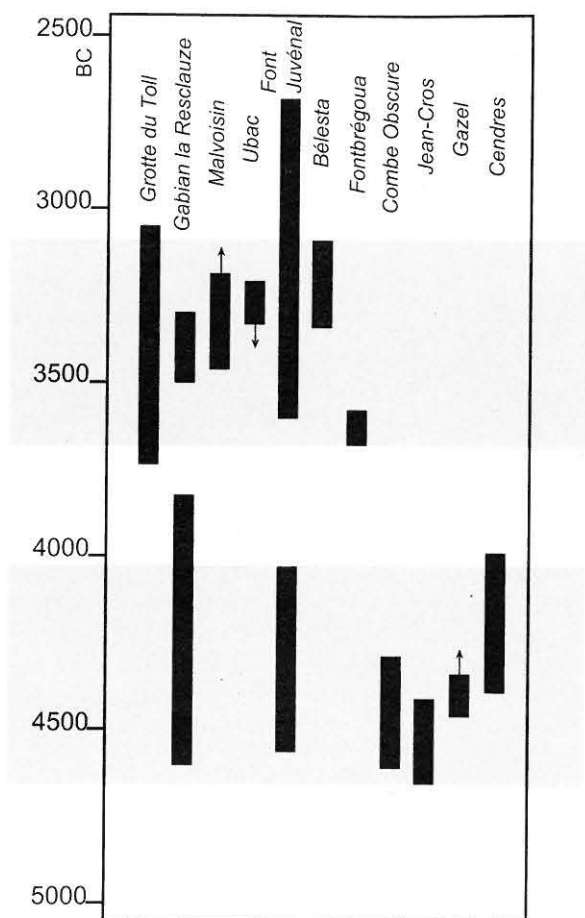 2500
BC
3000
3500
4000
4500
5000
Grotte du Toll
Gabian la Resclauze
Malvoisin
Ubac
Font
Juvénal
Bélesta
Fontbrégoua
Combe Obscure
Jean-Cros
Gazel
Cendres